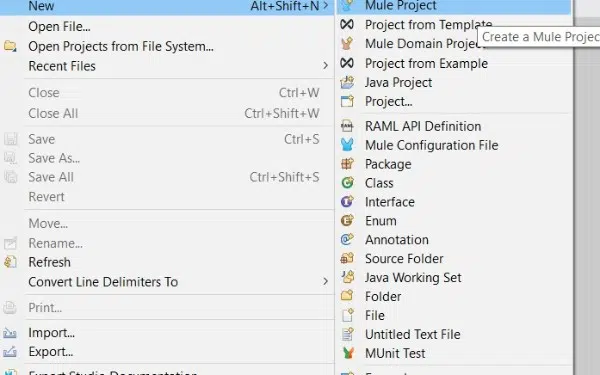 New Alt+Shift+N >
Open File...
Open Projects from File System...
Recent Files >
Close Ctrl+W
Close All Ctrl+Shift+W
Save Ctrl+S
Save As...
Save All Ctrl+Shift+S
Revert
Move...
Rename...
Refresh
Convert Line Delimiters To >
Print...
Import...
Export...
Export Studio Documentation
Mule Project
Project from Template
Create a Mule Projec
Mule Domain Project
Project from Example
Java Project
Project...
RAML API Definition
Mule Configuration File
Package
Class
Interface
Enum
Annotation
Source Folder
Java Working Set
Folder
File
Untitled Text File
MUnit Test